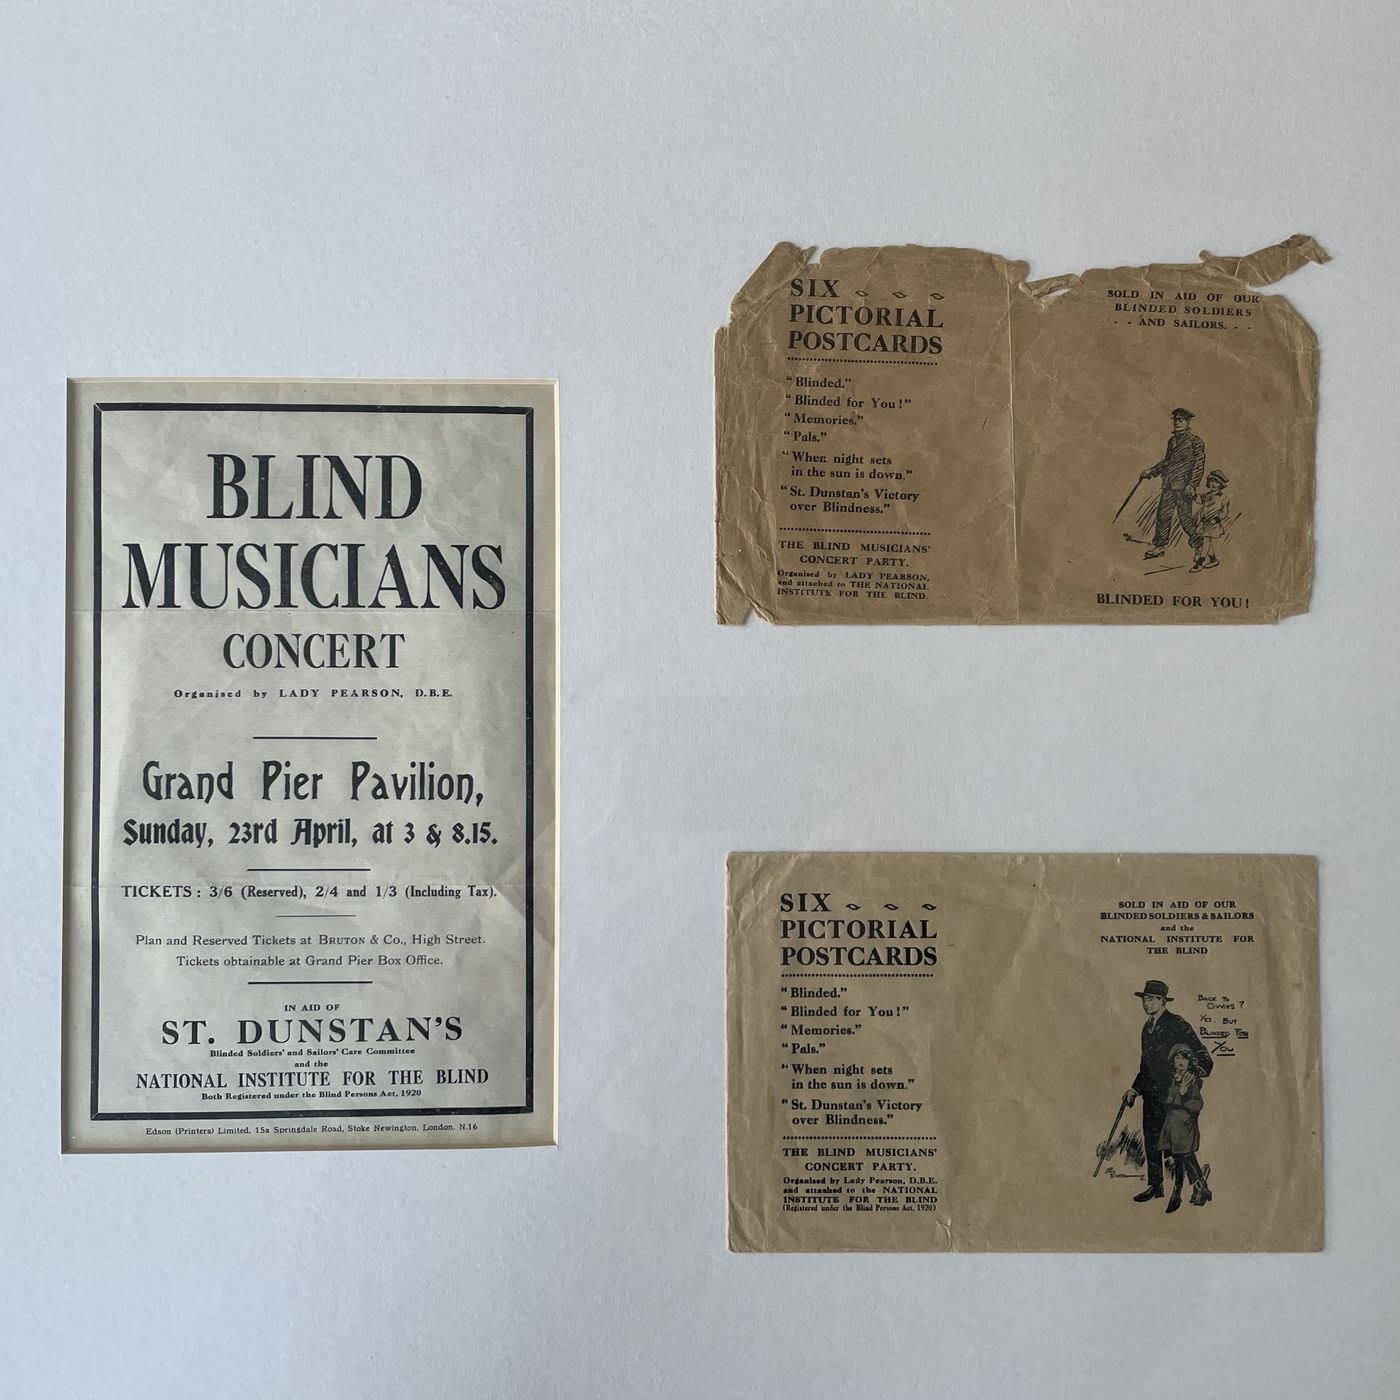 BLIND
MUSICIANS
CONCERT
Organised by LADY PEARSON, D.B.E.
Grand Pier Pavilion,
Sunday, 23rd April, at 3 & 8.15.
TICKETS : 3/6 (Reserved), 2/4 and 1/3 (Including Tax).
Plan and Reserved Tickets at BRUTON & Co., High Street.
Tickets obtainable at Grand Pier Box Office.
IN AID OF
ST. DUNSTAN'S
Blinded Soldiers' and Sailors' Care Committee
and the
NATIONAL INSTITUTE FOR THE BLIND
Both Registered under the Blind Persons Act, 1920
Edson (Printers) Limited, 15a Springdale Road, Stoke Newington, London. N.16
SIX
PICTORIAL
POSTCARDS
"Blinded."
"Blinded for You!"
"Memories."
"Pals."
"When night sets
in the sun is down."
"St. Dunstan's Victory
over Blindness."
THE BLIND MUSICIANS'
CONCERT PARTY.
Organised by LADY PEARSON,
and attached to THE NATIONAL
INSTITUTE FOR THE BLIND.
SOLD IN AID OF OUR
BLINDED SOLDIERS
- - AND SAILORS. - -
BLINDED FOR YOU!
SIX
PICTORIAL
POSTCARDS
"Blinded."
"Blinded for You!"
"Memories."
"Pals."
"When night sets
in the sun is down."
"St. Dunstan's Victory
over Blindness."
THE BLIND MUSICIANS'
CONCERT PARTY.
Organised by Lady Pearson, D.B.E.
and attached to the NATIONAL
INSTITUTE FOR THE BLIND
(Registered under the Blind Persons Act, 1920)
SOLD IN AID OF OUR
BLINDED SOLDIERS & SAILORS
and the
NATIONAL INSTITUTE FOR
THE BLIND
BACK TO
CIVVIES?
YES. BUT
BLINDED FOR
YOU